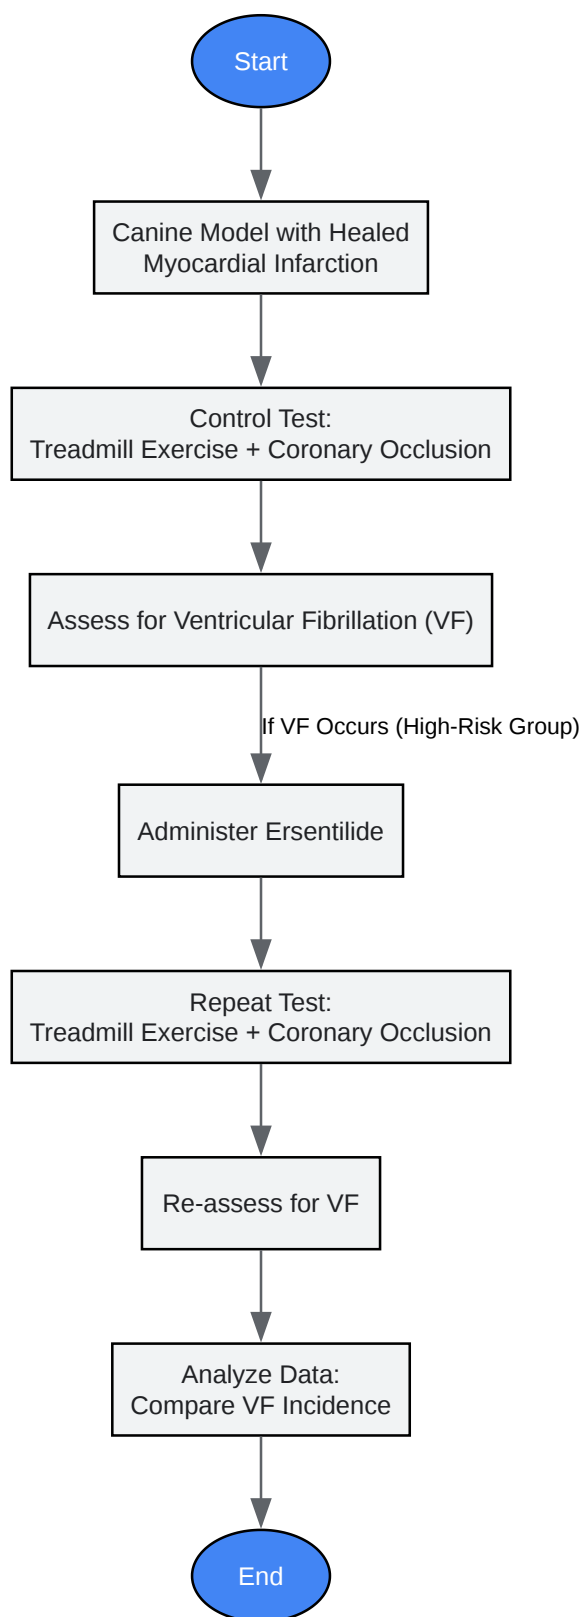 Start
Canine Model with Healed
Myocardial Infarction
Control Test:
Treadmill Exercise + Coronary Occlusion
Assess for Ventricular Fibrillation (VF)
If VF Occurs (High-Risk Group)
Administer Ersentilide
Repeat Test:
Treadmill Exercise + Coronary Occlusion
Re-assess for VF
Analyze Data:
Compare VF Incidence
End